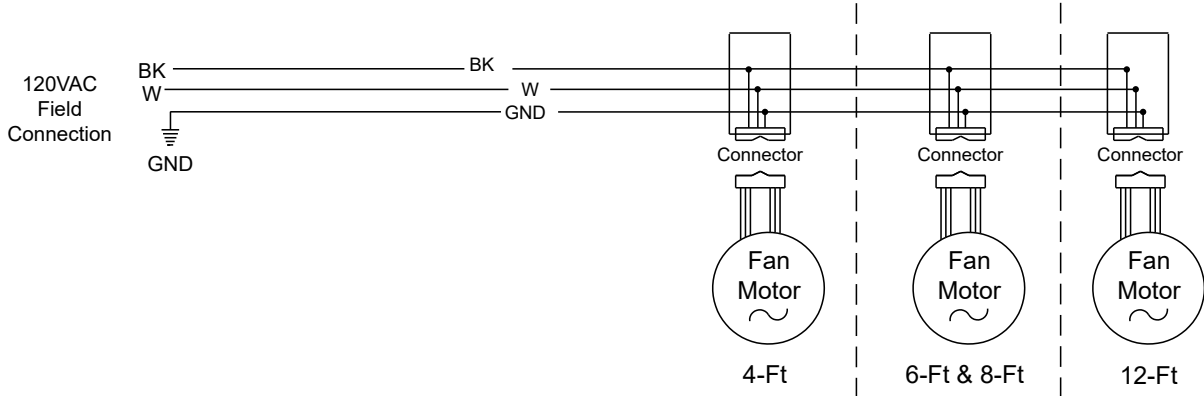 120VAC
Field
Connection
BK
W
GND
BK
W
GND
Connector
Connector
Connector
Fan
Motor
Fan
Motor
Fan
Motor
4-Ft
6-Ft & 8-Ft
12-Ft